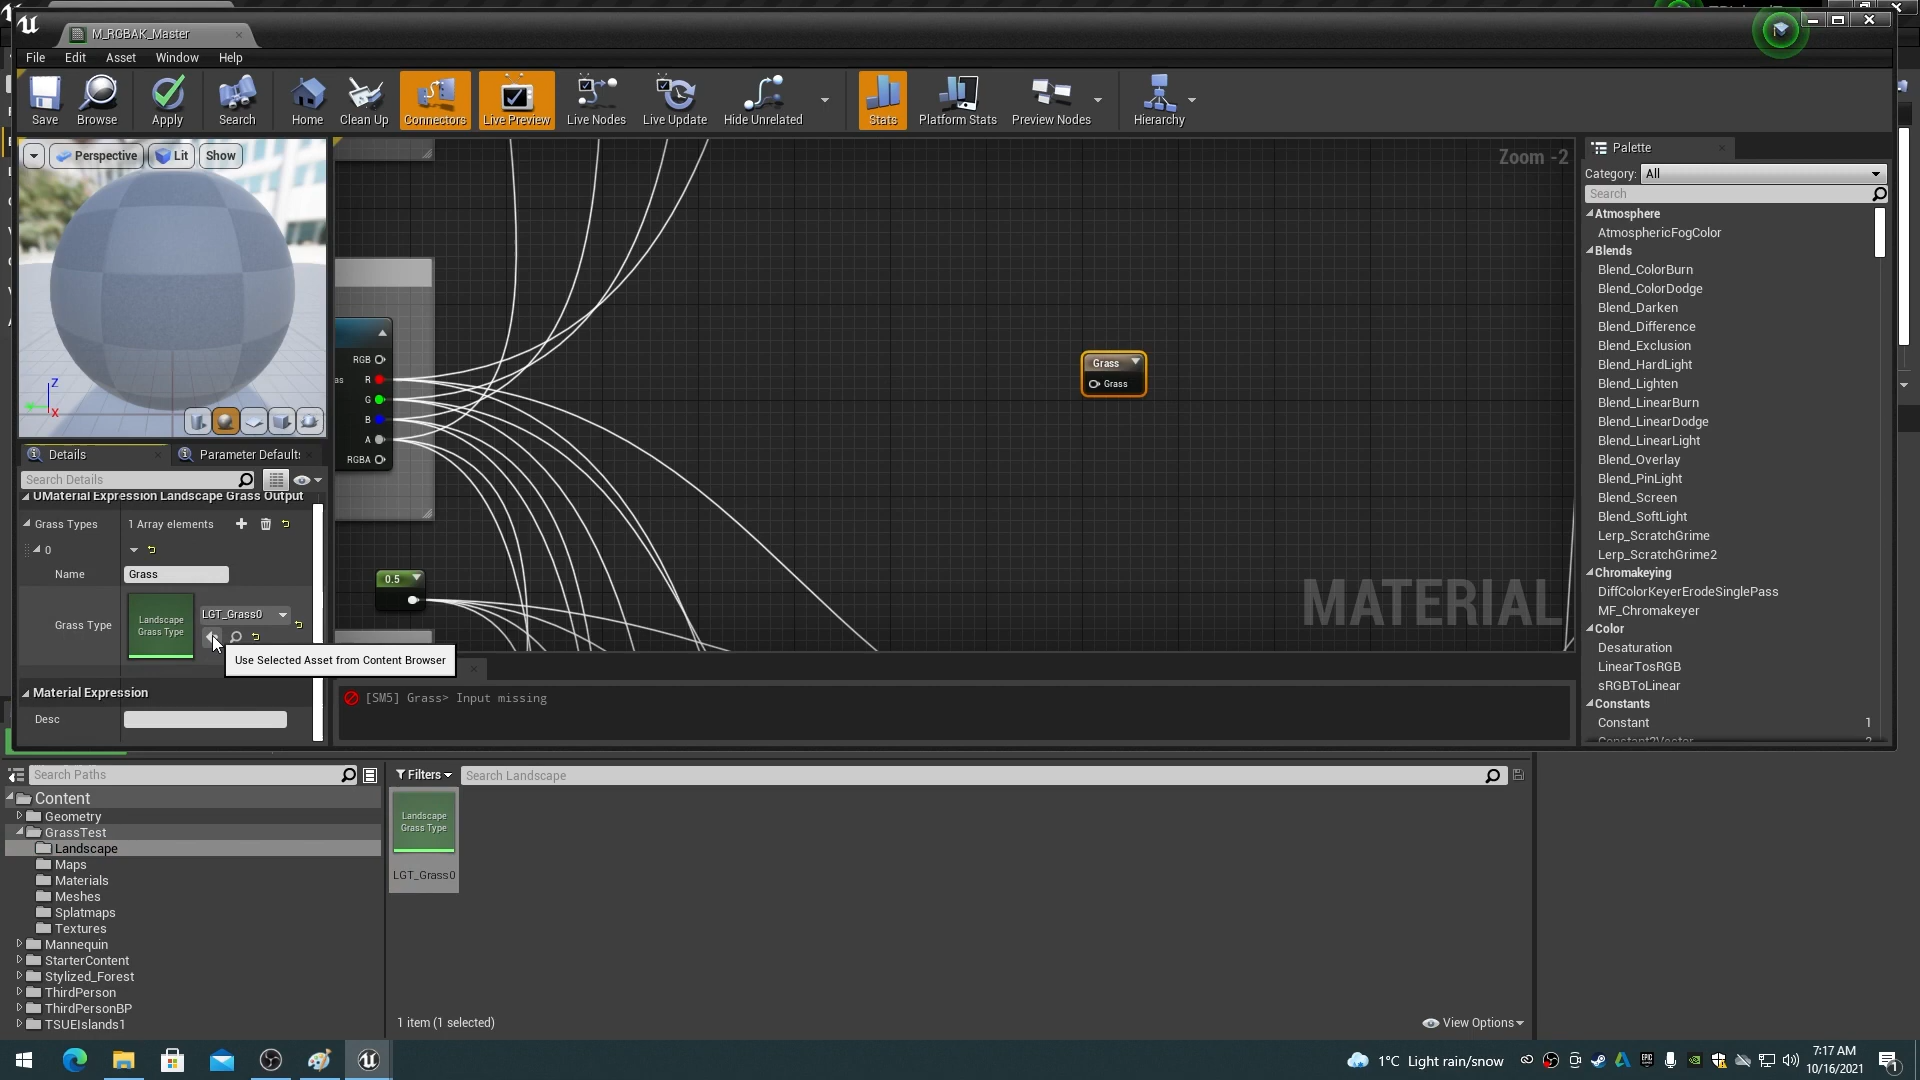 M_RGBAK_Master
File Edit Asset Window Help
Save Browse Apply Search Home Clean Up Connectors Live Preview Live Nodes Live Update Hide Unrelated Stats Platform Stats Preview Nodes Hierarchy
Perspective Lit Show
Z
X
Zoom -2
RGB
R
G
B
A
RGBA
0.5
Grass
Grass
MATERIAL
Palette
Category: All
Search
Atmosphere
AtmosphericFogColor
Blends
Blend_ColorBurn
Blend_ColorDodge
Blend_Darken
Blend_Difference
Blend_Exclusion
Blend_HardLight
Blend_Lighten
Blend_LinearBurn
Blend_LinearDodge
Blend_LinearLight
Blend_Overlay
Blend_PinLight
Blend_Screen
Blend_SoftLight
Lerp_ScratchGrime
Lerp_ScratchGrime2
Chromakeying
DiffColorKeyerErodeSinglePass
MF_Chromakeyer
Color
Desaturation
LinearTosRGB
sRGBToLinear
Constants
Constant 1
Constant2Vector 2
Details Parameter Defaults
Search Details
UMaterial Expression Landscape Grass Output
Grass Types 1 Array elements
0
Name Grass
Grass Type Landscape Grass Type LGT_Grass0
Use Selected Asset from Content Browser
Material Expression
Desc
[SM5] Grass> Input missing
Search Paths
Content
Geometry
GrassTest
Landscape
Maps
Materials
Meshes
Splatmaps
Textures
Mannequin
StarterContent
Stylized_Forest
ThirdPerson
ThirdPersonBP
TSUEIslands1
Filters Search Landscape
Landscape
Grass Type
LGT_Grass0
1 item (1 selected)
View Options
1°C Light rain/snow
7:17 AM
10/16/2021
1